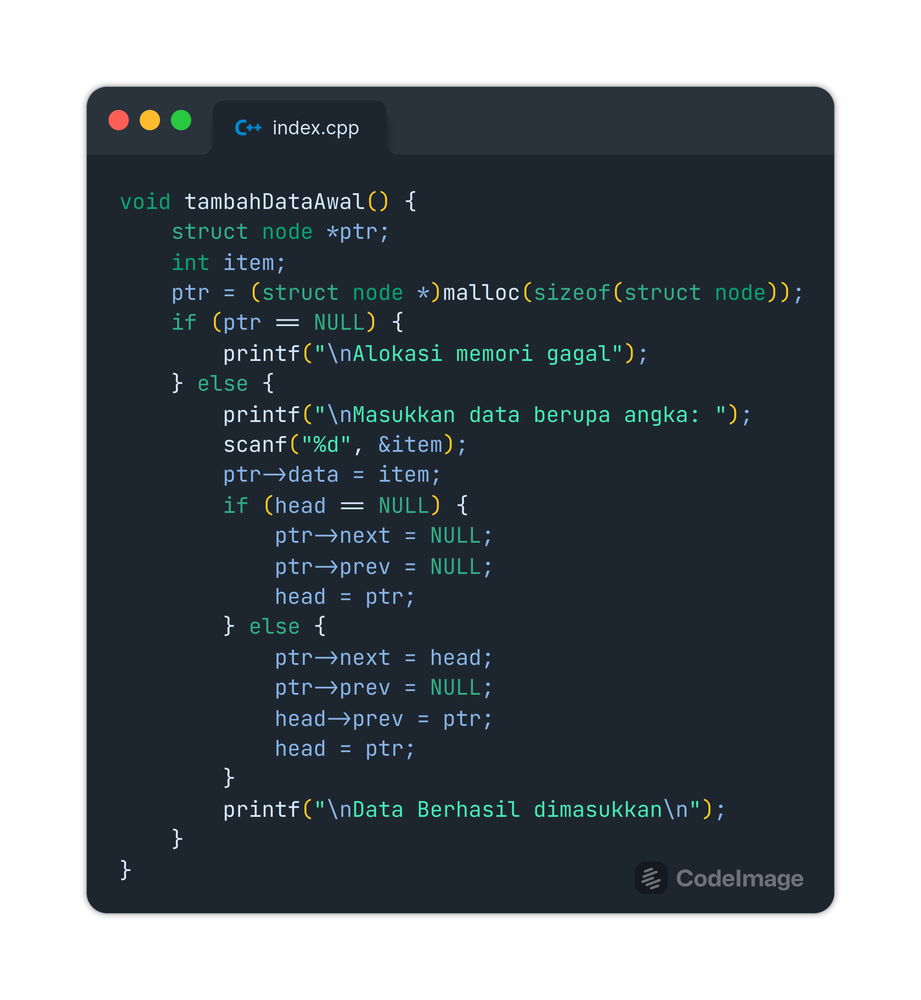 C++ index.cpp
void tambahDataAwal() {
    struct node *ptr;
    int item;
    ptr = (struct node *)malloc(sizeof(struct node));
    if (ptr == NULL) {
        printf("\nAlokasi memori gagal");
    } else {
        printf("\nMasukkan data berupa angka: ");
        scanf("%d", &item);
        ptr->data = item;
        if (head == NULL) {
            ptr->next = NULL;
            ptr->prev = NULL;
            head = ptr;
        } else {
            ptr->next = head;
            ptr->prev = NULL;
            head->prev = ptr;
            head = ptr;
        }
        printf("\nData Berhasil dimasukkan\n");
    }
}
CodeImage